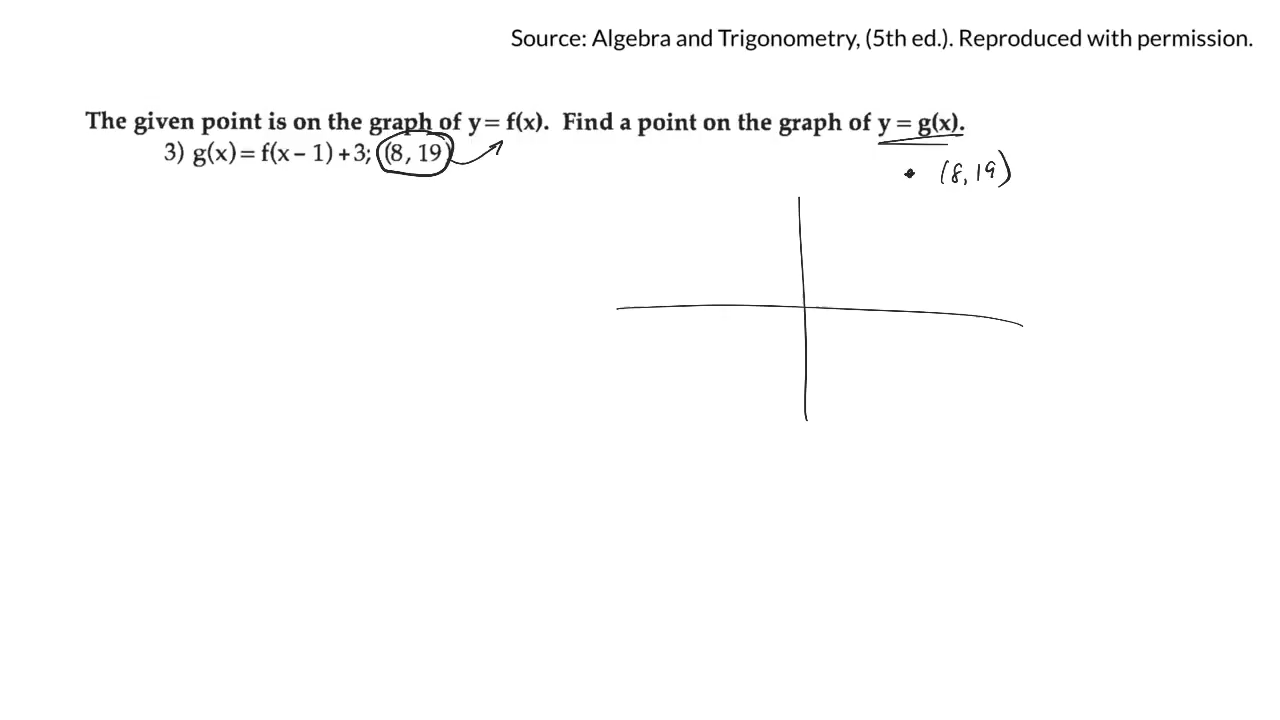 Source: Algebra and Trigonometry, (5th ed.). Reproduced with permission.
The given point is on the graph of y = f(x). Find a point on the graph of y = g(x).
3) g(x) = f(x − 1) + 3; (8, 19)
(8, 19)